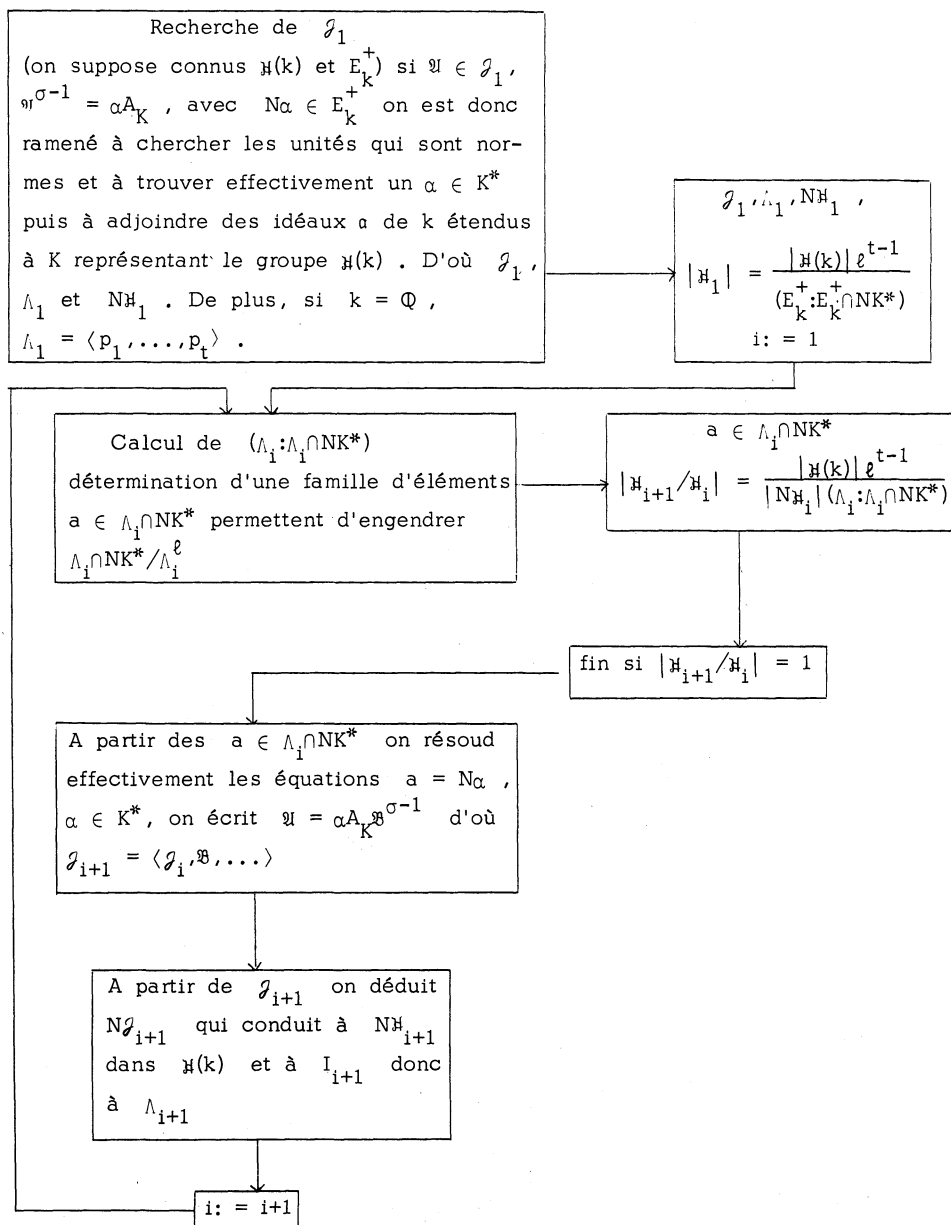 Recherche de 𝒥₁
(on suppose connus ℋ(k) et E_k^+) si 𝔄 ∈ 𝒥₁,
𝔄^{σ-1} = αA_K , avec Nα ∈ E_k^+ on est donc
ramené à chercher les unités qui sont nor-
mes et à trouver effectivement un α ∈ K*
puis à adjoindre des idéaux 𝔞 de k étendus
à K représentant le groupe ℋ(k) . D'où 𝒥₁,
Λ₁ et Nℋ₁ . De plus, si k = ℚ ,
Λ₁ = ⟨p₁,...,p_t⟩ .
𝒥₁,Λ₁,Nℋ₁ ,
|ℋ₁| = |ℋ(k)| ℓ^{t-1} / (E_k^+:E_k^+∩NK*)
i: = 1
Calcul de (Λ_i:Λ_i∩NK*)
détermination d'une famille d'éléments
a ∈ Λ_i∩NK* permettent d'engendrer
Λ_i∩NK*/Λ_i^ℓ
a ∈ Λ_i∩NK*
|ℋ_{i+1}/ℋ_i| = |ℋ(k)| ℓ^{t-1} / |Nℋ_i|(Λ_i:Λ_i∩NK*)
fin si |ℋ_{i+1}/ℋ_i| = 1
A partir des a ∈ Λ_i∩NK* on résoud
effectivement les équations a = Nα ,
α ∈ K*, on écrit 𝔄 = αA_K𝔅^{σ-1} d'où
𝒥_{i+1} = ⟨𝒥_i,𝔅,...⟩
A partir de 𝒥_{i+1} on déduit
N𝒥_{i+1} qui conduit à Nℋ_{i+1}
dans ℋ(k) et à I_{i+1} donc
à Λ_{i+1}
i: = i+1